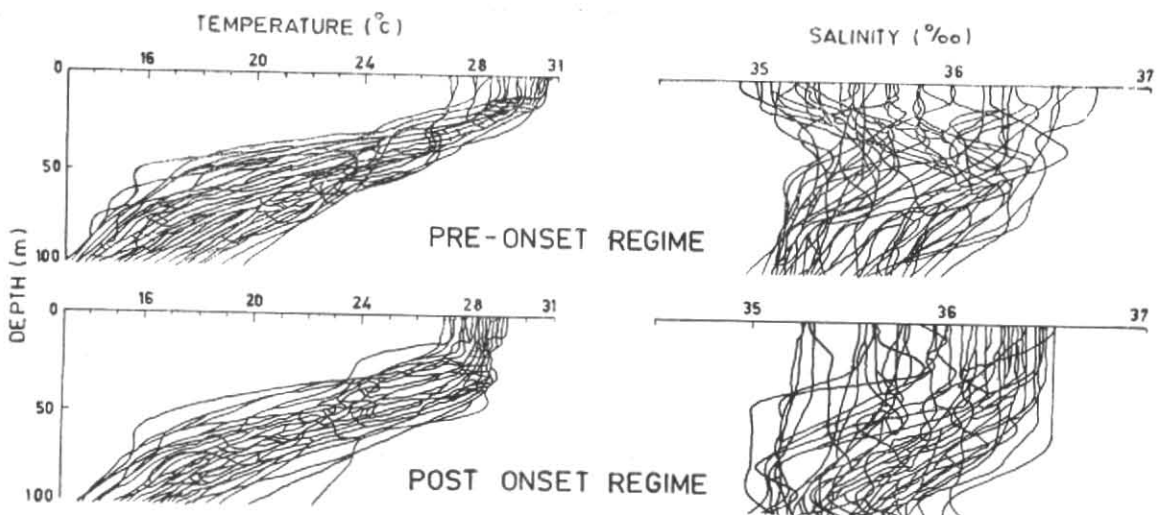 TEMPERATURE (°C)
0 16 20 24 28 31
50
100
SALINITY (‰)
35 36 37
PRE-ONSET REGIME
DEPTH (m)
0 16 20 24 28 31
50
100
35 36 37
POST ONSET REGIME